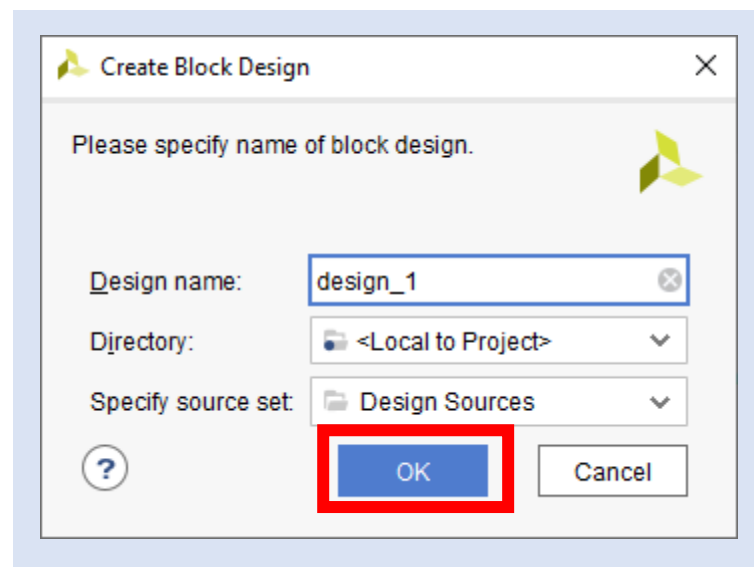 Create Block Design
Please specify name of block design.
Design name: design_1
Directory: <Local to Project>
Specify source set: Design Sources
? OK Cancel